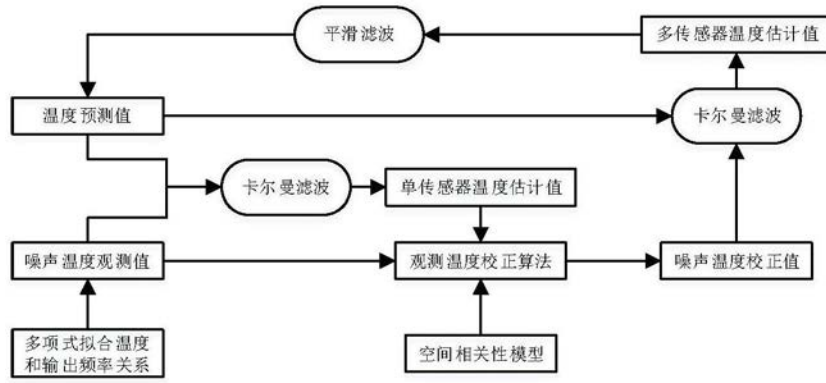 平滑滤波
多传感器温度估计值
温度预测值
卡尔曼滤波
卡尔曼滤波
单传感器温度估计值
噪声温度观测值
观测温度校正算法
噪声温度校正值
多项式拟合温度
和输出频率关系
空间相关性模型